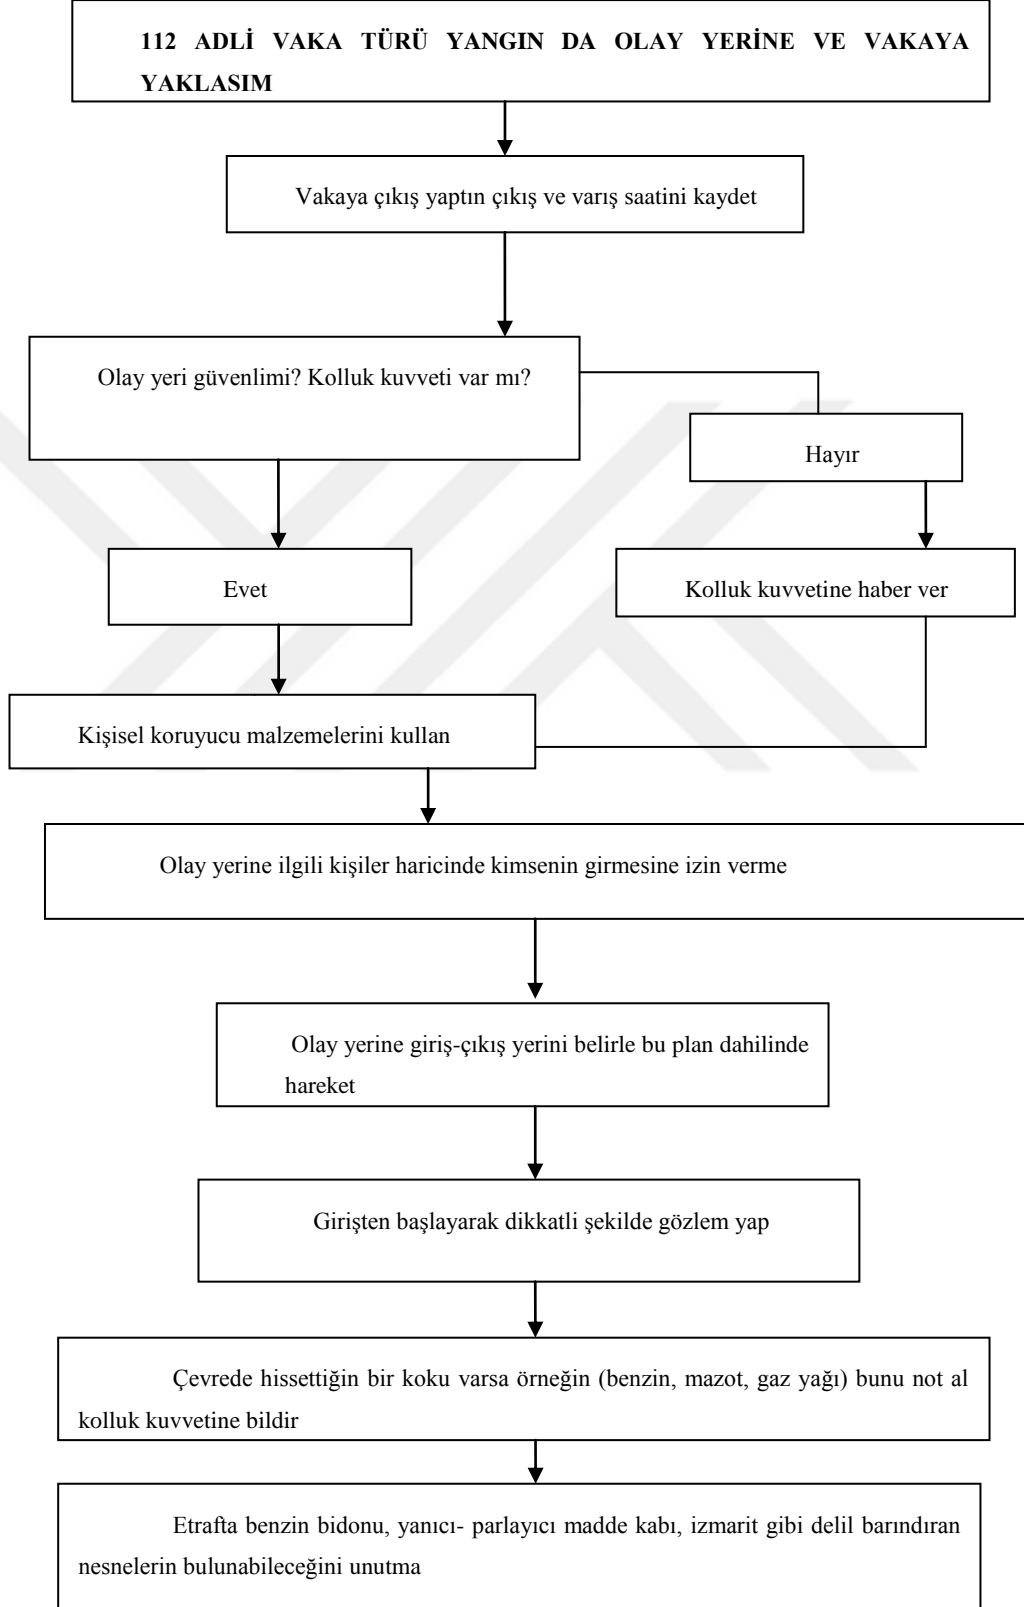 112 ADLİ VAKA TÜRÜ YANGIN DA OLAY YERİNE VE VAKAYA
YAKLASIM
Vakaya çıkış yaptın çıkış ve varış saatini kaydet
Olay yeri güvenlimi? Kolluk kuvveti var mı?
Hayır
Evet
Kolluk kuvvetine haber ver
Kişisel koruyucu malzemelerini kullan
Olay yerine ilgili kişiler haricinde kimsenin girmesine izin verme
Olay yerine giriş-çıkış yerini belirle bu plan dahilinde
hareket
Girişten başlayarak dikkatli şekilde gözlem yap
Çevrede hissettiğin bir koku varsa örneğin (benzin, mazot, gaz yağı) bunu not al
kolluk kuvvetine bildir
Etrafta benzin bidonu, yanıcı- parlayıcı madde kabı, izmarit gibi delil barındıran
nesnelerin bulunabileceğini unutma